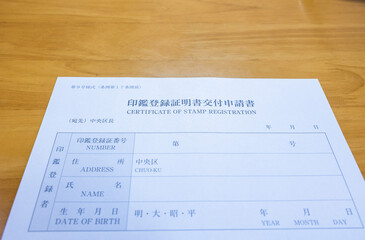 印鑑登録証明書交付申請書
CERTIFICATE OF STAMP REGISTRATION
(宛先) 中央区長
年 月 日
印鑑登録者
印鑑登録証番号 第 号
NUMBER
住 所 中央区
ADDRESS CHUO-KU
氏 名
NAME
生 年 月 日 明・大・昭・平 年 月 日
DATE OF BIRTH YEAR MONTH DAY